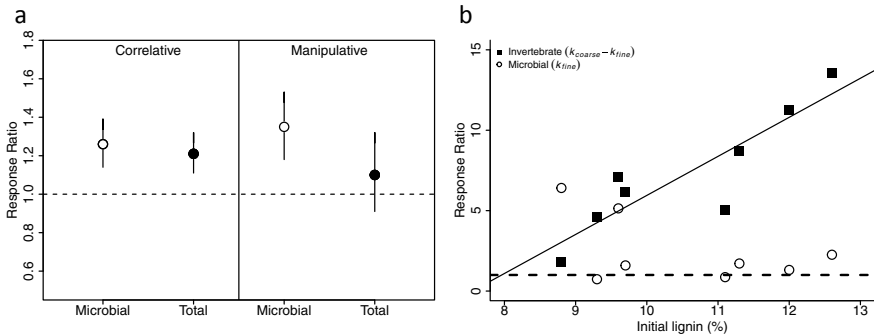 a
Correlative
Manipulative
Response Ratio
1.8
1.6
1.4
1.2
1.0
0.8
0.6
Microbial
Total
Microbial
Total
b
Invertebrate (k_coarse − k_fine)
Microbial (k_fine)
Response Ratio
15
10
5
0
8
9
10
11
12
13
Initial lignin (%)